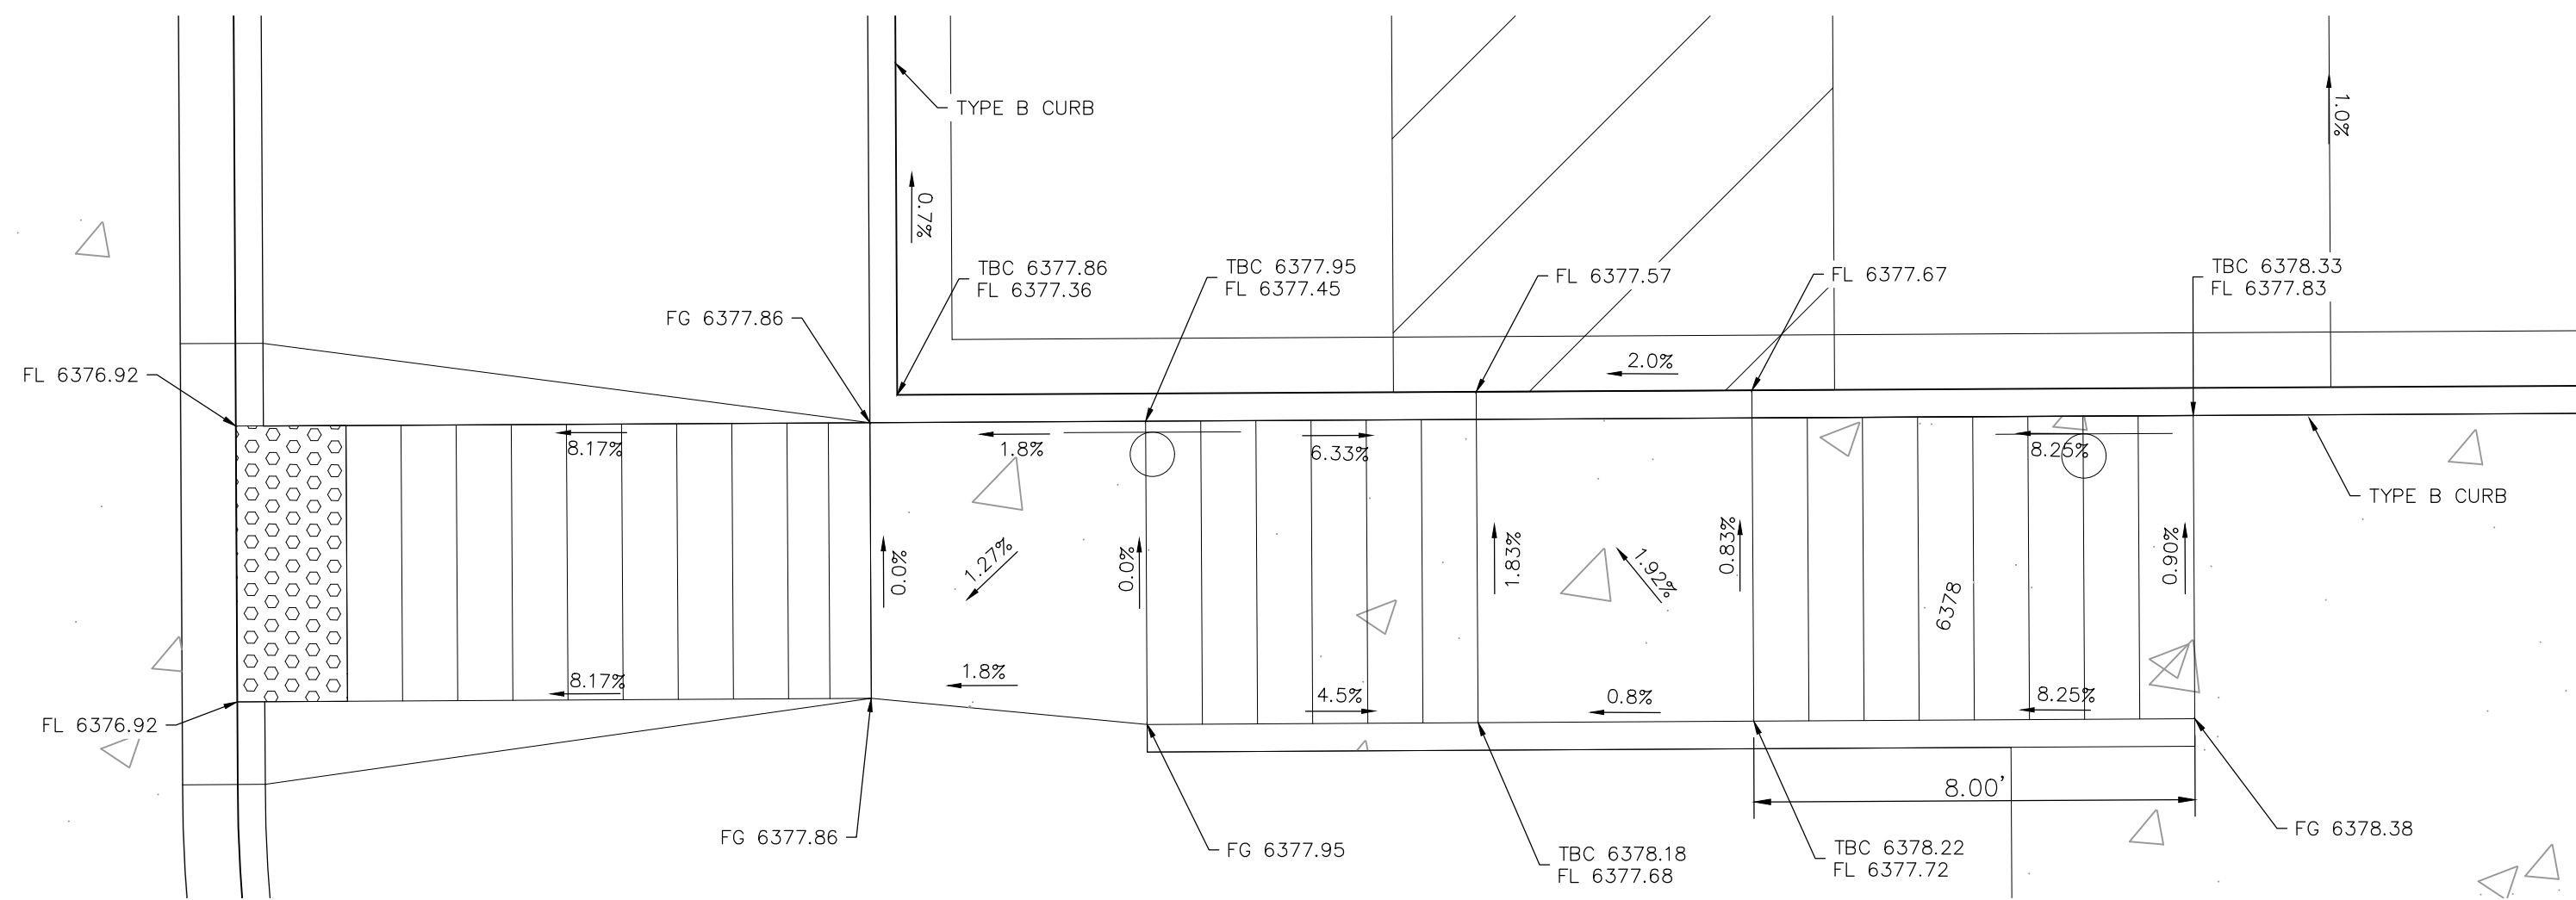 TYPE B CURB
1.0%
0.7%
TBC 6377.86
FL 6377.36
TBC 6377.95
FL 6377.45
FL 6377.57
FL 6377.67
TBC 6378.33
FL 6377.83
FG 6377.86
FL 6376.92
2.0%
8.17%
1.8%
6.33%
8.25%
TYPE B CURB
0.0%
1.27%
0.0%
1.83%
1.92%
0.83%
6378
0.90%
8.17%
1.8%
4.5%
0.8%
8.25%
FL 6376.92
8.00'
FG 6377.86
FG 6377.95
TBC 6378.18
FL 6377.68
TBC 6378.22
FL 6377.72
FG 6378.38